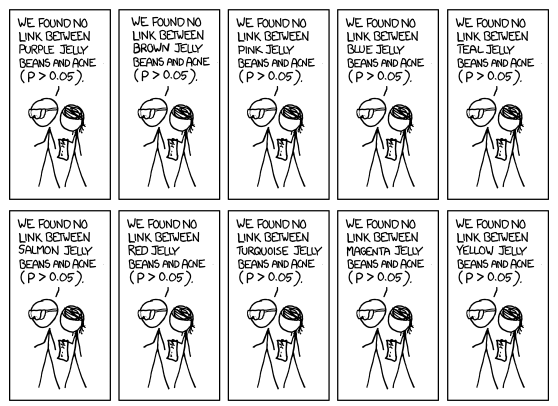 WE FOUND NO
LINK BETWEEN
PURPLE JELLY
BEANS AND ACNE
(P > 0.05).
WE FOUND NO
LINK BETWEEN
BROWN JELLY
BEANS AND ACNE
(P > 0.05).
WE FOUND NO
LINK BETWEEN
PINK JELLY
BEANS AND ACNE
(P > 0.05).
WE FOUND NO
LINK BETWEEN
BLUE JELLY
BEANS AND ACNE
(P > 0.05).
WE FOUND NO
LINK BETWEEN
TEAL JELLY
BEANS AND ACNE
(P > 0.05).
WE FOUND NO
LINK BETWEEN
SALMON JELLY
BEANS AND ACNE
(P > 0.05).
WE FOUND NO
LINK BETWEEN
RED JELLY
BEANS AND ACNE
(P > 0.05).
WE FOUND NO
LINK BETWEEN
TURQUOISE JELLY
BEANS AND ACNE
(P > 0.05).
WE FOUND NO
LINK BETWEEN
MAGENTA JELLY
BEANS AND ACNE
(P > 0.05).
WE FOUND NO
LINK BETWEEN
YELLOW JELLY
BEANS AND ACNE
(P > 0.05).